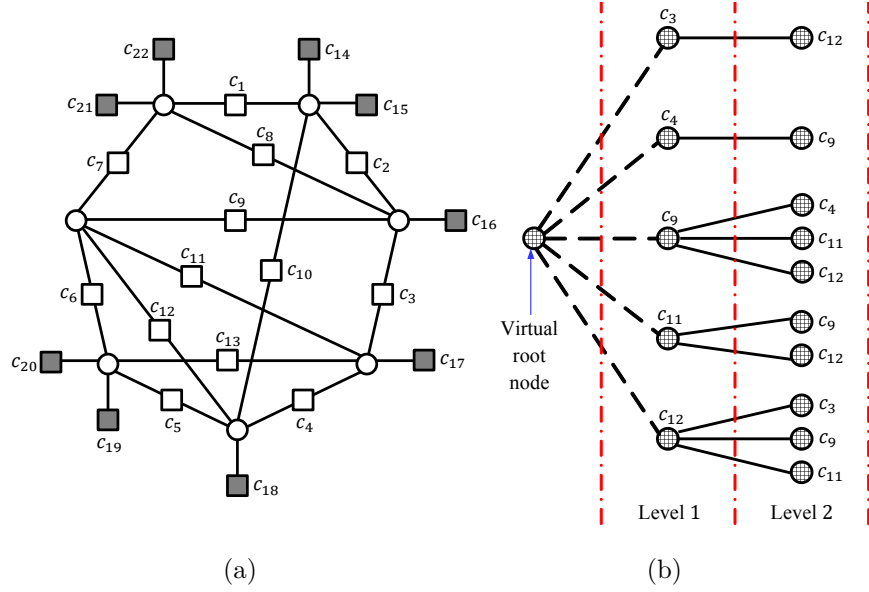 c₂₂
c₁₄
c₁
c₂₁
c₁₅
c₈
c₇
c₂
c₉
c₁₆
c₁₁
c₁₀
c₆
c₁₂
c₃
c₁₃
c₂₀
c₁₇
c₁₉
c₅
c₄
c₁₈
(a)
c₃
c₁₂
c₄
c₉
c₄
c₉
c₁₁
c₁₂
c₁₁
c₉
c₁₂
Virtual
root
node
c₁₂
c₃
c₉
c₁₁
Level 1
Level 2
(b)